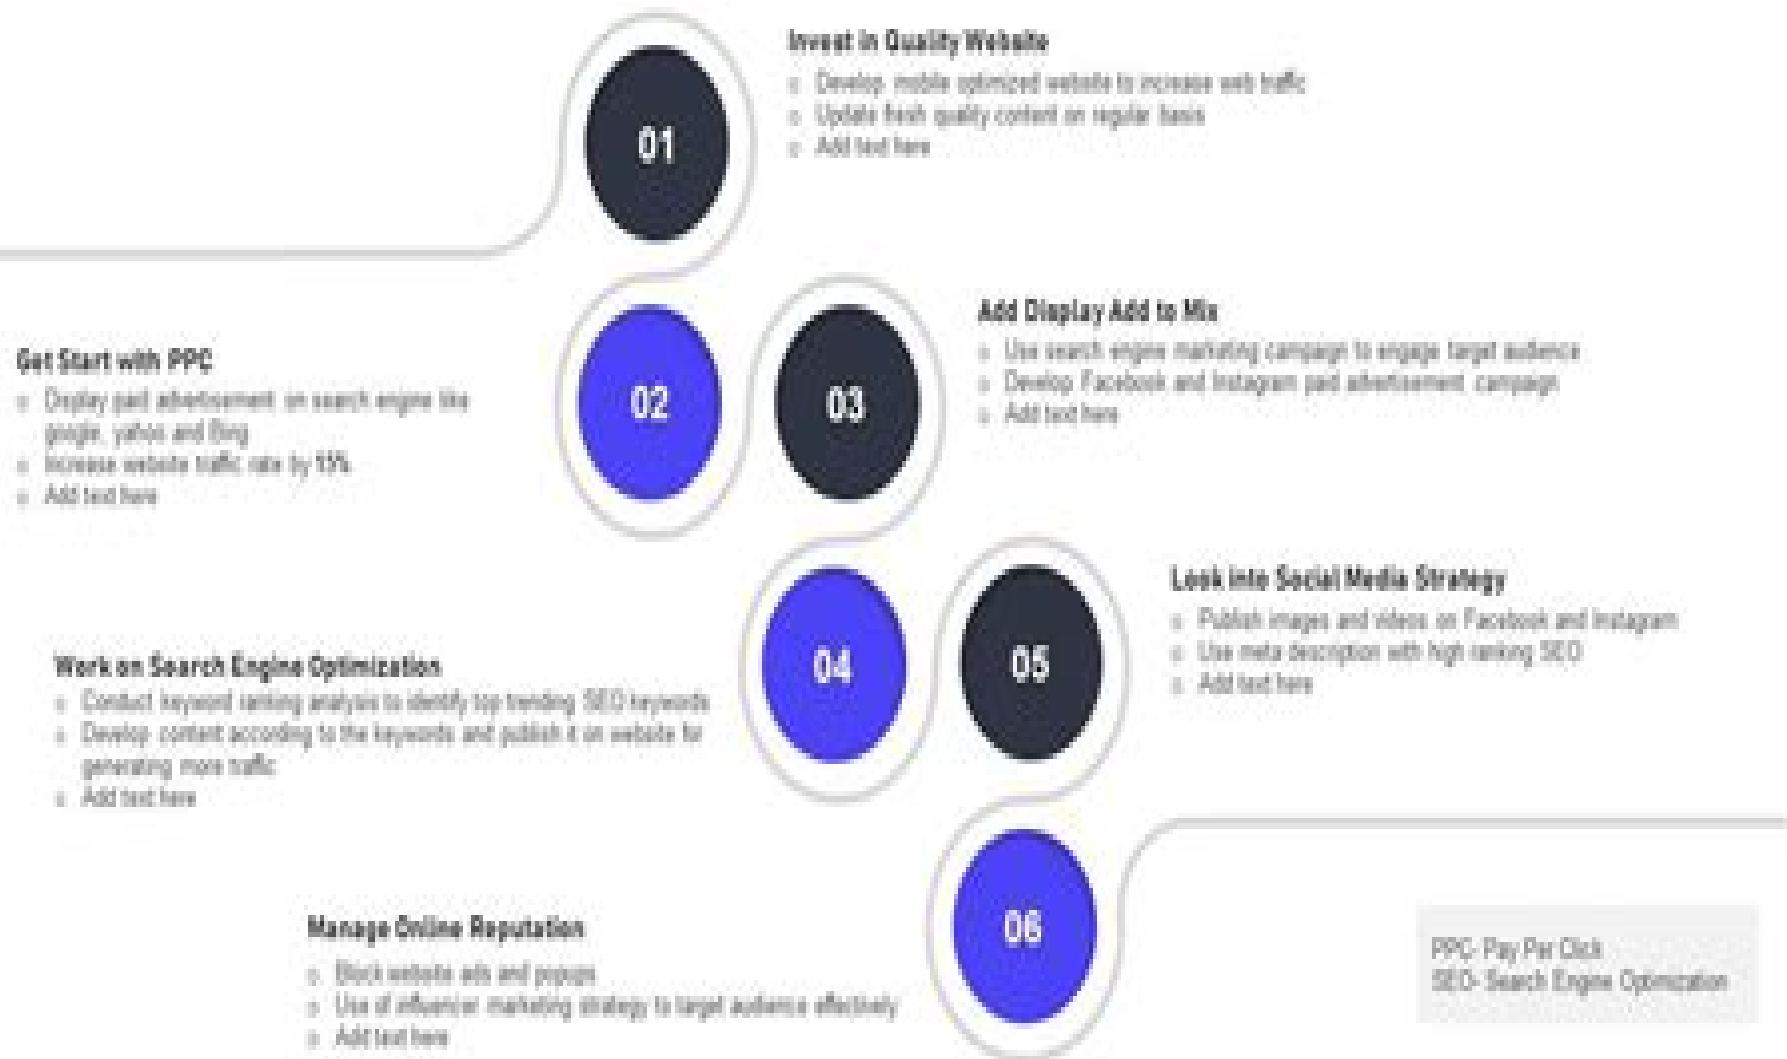 Invest in Quality Website
Develop mobile optimized website to increase web traffic
Update fresh quality content on regular basis
Add text here
01
Get Start with PPC
Display paid advertisement on search engine like
google, yahoo and Bing
Increase website traffic rate by 15%
Add text here
02
03
Add Display Add to Mix
Use search engine marketing campaign to engage target audience
Develop Facebook and Instagram paid advertisement campaign
Add text here
Work on Search Engine Optimization
Conduct keyword ranking analysis to identify top trending SEO keywords
Develop content according to the keywords and publish it on website for
generating more traffic
Add text here
04
05
Look into Social Media Strategy
Publish images and videos on Facebook and Instagram
Use meta description with high ranking SEO
Add text here
Manage Online Reputation
Block website ads and popups
Use of influencer marketing strategy to target audience effectively
Add text here
06
PPC- Pay Per Click
SEO- Search Engine Optimization